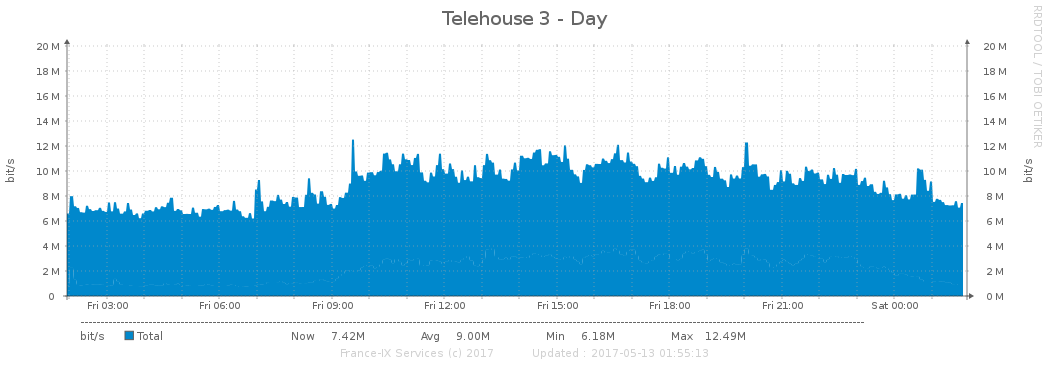 Telehouse 3 - Day
RRDTOOL / TOBI OETIKER
bit/s
20 M 20 M
18 M 18 M
16 M 16 M
14 M 14 M
12 M 12 M
10 M 10 M
8 M 8 M
6 M 6 M
4 M 4 M
2 M 2 M
0 0 M
bit/s
Fri 03:00 Fri 06:00 Fri 09:00 Fri 12:00 Fri 15:00 Fri 18:00 Fri 21:00 Sat 00:00
bit/s Total Now 7.42M Avg 9.00M Min 6.18M Max 12.49M
France-IX Services (c) 2017 Updated : 2017-05-13 01:55:13